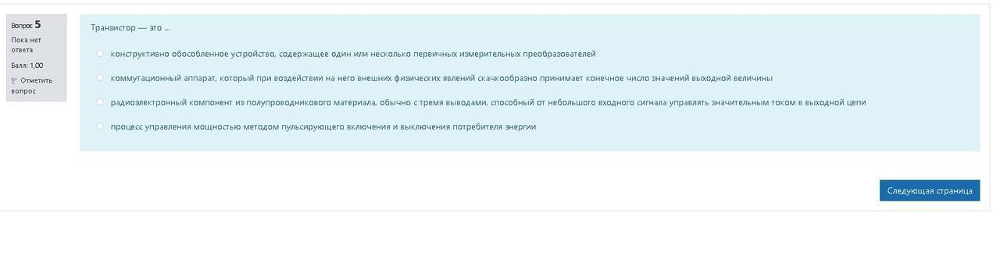 Вопрос 5
Пока нет
ответа
Балл: 1,00
Отметить
вопрос
Транзистор — это ...
конструктивно обособленное устройство, содержащее один или несколько первичных измерительных преобразователей
коммутационный аппарат, который при воздействии на него внешних физических явлений скачкообразно принимает конечное число значений выходной величины
радиоэлектронный компонент из полупроводникового материала, обычно с тремя выводами, способный от небольшого входного сигнала управлять значительным током в выходной цепи
процесс управления мощностью методом пульсирующего включения и выключения потребителя энергии
Следующая страница